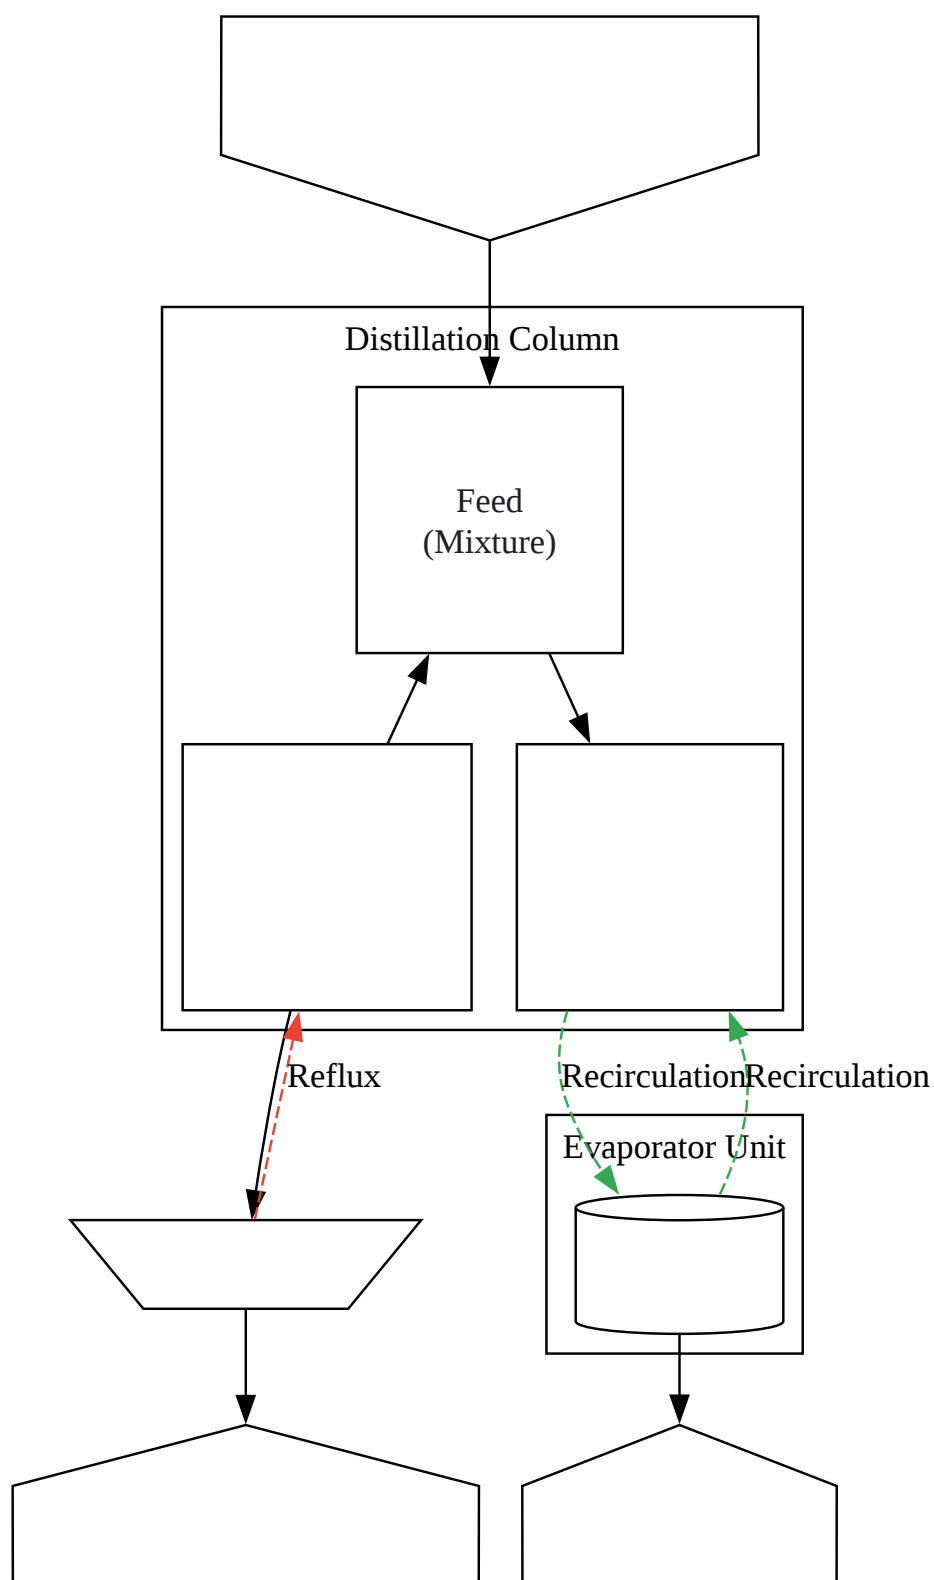 Distillation Column
Feed
(Mixture)
Reflux
Recirculation
Recirculation
Evaporator Unit